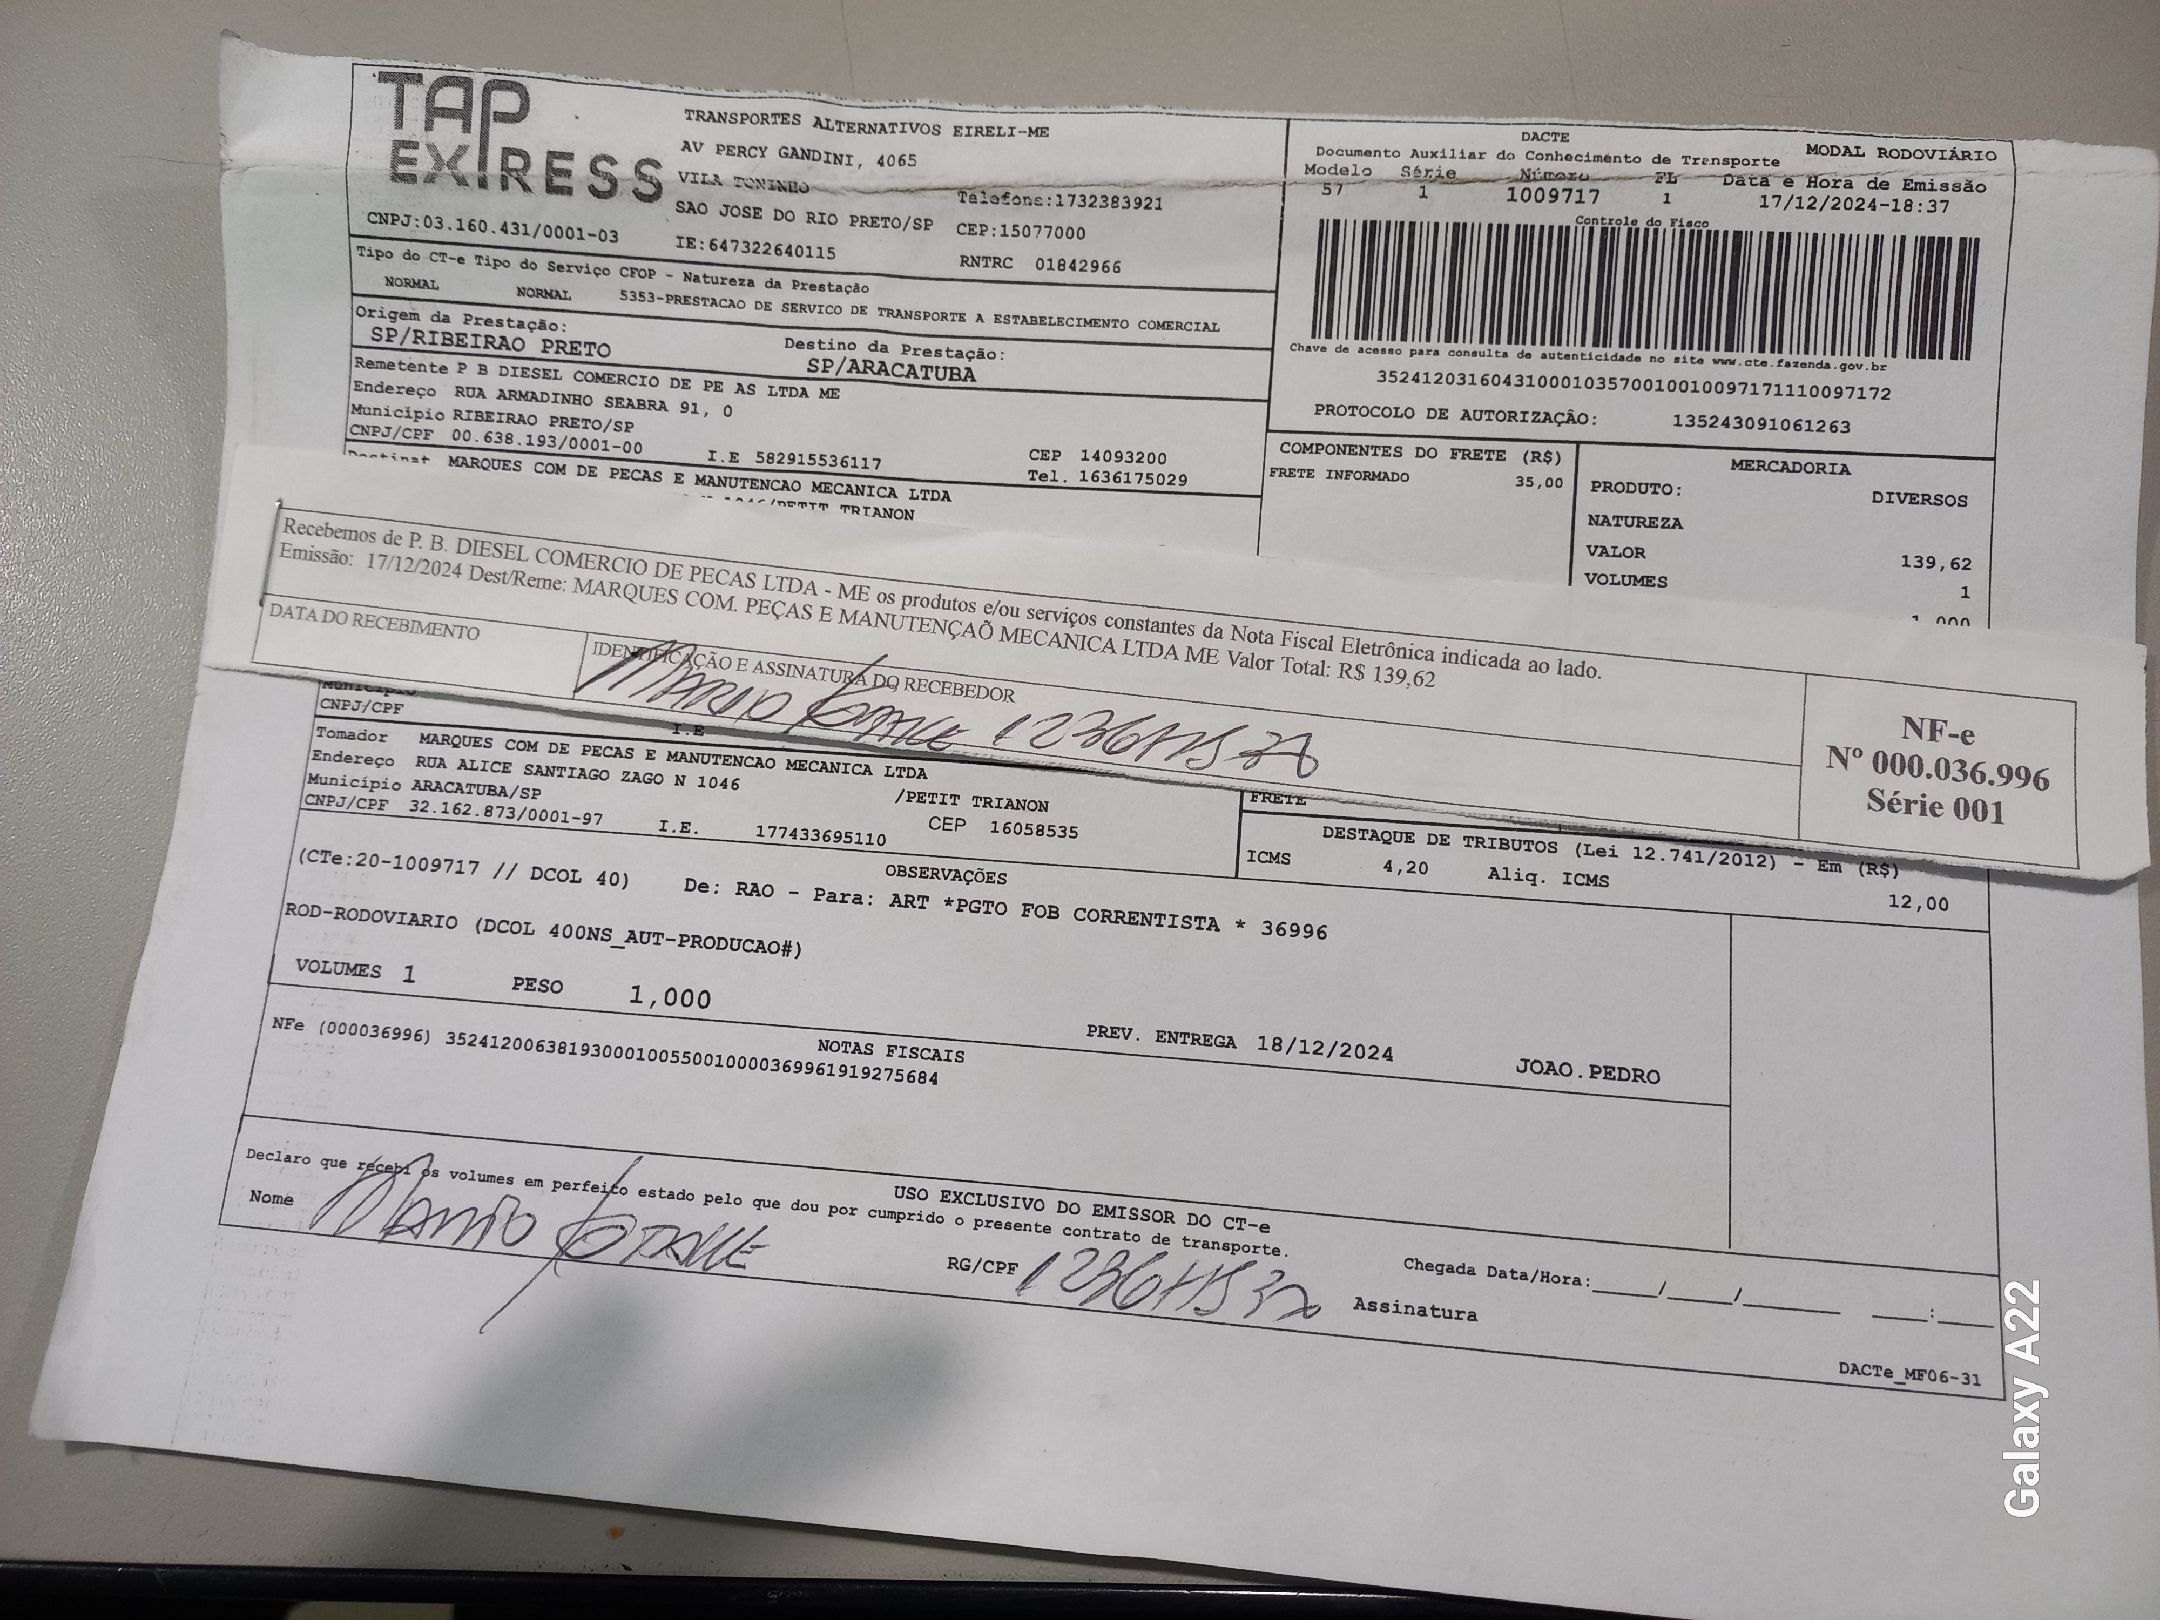 TAP
EXPRESS
CNPJ:03.160.431/0001-03
TRANSPORTES ALTERNATIVOS EIRELI-ME
AV PERCY GANDINI, 4065
VILA TONINHO
SAO JOSE DO RIO PRETO/SP
IE:647322640115
Telefone:1732383921
CEP:15077000
RNTRC 01842966
DACTE
Documento Auxiliar do Conhecimento de Transporte
MODAL RODOVIÁRIO
Modelo Série Número FL Data e Hora de Emissão
57 1 1009717 1 17/12/2024-18:37
Controle do Fisco
Chave de acesso para consulta de autenticidade no site www.cte.fazenda.gov.br
35241203160431000103570010010097171110097172
PROTOCOLO DE AUTORIZAÇÃO: 135243091061263
Tipo do CT-e Tipo do Serviço CFOP - Natureza da Prestação
NORMAL NORMAL 5353-PRESTACAO DE SERVICO DE TRANSPORTE A ESTABELECIMENTO COMERCIAL
Origem da Prestação:
SP/RIBEIRAO PRETO
Destino da Prestação:
SP/ARACATUBA
Remetente P B DIESEL COMERCIO DE PE AS LTDA ME
Endereço RUA ARMADINHO SEABRA 91, 0
Município RIBEIRAO PRETO/SP
CNPJ/CPF 00.638.193/0001-00 I.E 582915536117
CEP 14093200
Tel. 1636175029
Destinat MARQUES COM DE PECAS E MANUTENCAO MECANICA LTDA
1046/PETIT TRIANON
COMPONENTES DO FRETE (R$)
FRETE INFORMADO 35,00
MERCADORIA
PRODUTO: DIVERSOS
NATUREZA
VALOR 139,62
VOLUMES 1
1,000
Recebemos de P. B. DIESEL COMERCIO DE PECAS LTDA - ME os produtos e/ou serviços constantes da Nota Fiscal Eletrônica indicada ao lado.
Emissão: 17/12/2024 Dest/Reme: MARQUES COM. PEÇAS E MANUTENÇAÕ MECANICA LTDA ME Valor Total: R$ 139,62
DATA DO RECEBIMENTO
IDENTIFICAÇÃO E ASSINATURA DO RECEBEDOR
NF-e
Nº 000.036.996
Série 001
Município
CNPJ/CPF
I.E
Tomador MARQUES COM DE PECAS E MANUTENCAO MECANICA LTDA
Endereço RUA ALICE SANTIAGO ZAGO N 1046 /PETIT TRIANON
Município ARACATUBA/SP CEP 16058535
CNPJ/CPF 32.162.873/0001-97 I.E. 177433695110
FRETE
DESTAQUE DE TRIBUTOS (Lei 12.741/2012) - Em (R$)
ICMS 4,20 Aliq. ICMS 12,00
OBSERVAÇÕES
(CTe:20-1009717 // DCOL 40) De: RAO - Para: ART *PGTO FOB CORRENTISTA * 36996
ROD-RODOVIARIO (DCOL 400NS_AUT-PRODUCAO#)
VOLUMES 1 PESO 1,000
PREV. ENTREGA 18/12/2024 JOAO.PEDRO
NOTAS FISCAIS
NFe (000036996) 35241200638193000100550010000369961919275684
USO EXCLUSIVO DO EMISSOR DO CT-e
Declaro que recebi os volumes em perfeito estado pelo que dou por cumprido o presente contrato de transporte.
Nome
RG/CPF
Chegada Data/Hora:____/____/______ ___:___
Assinatura
DACTe_MF06-31
Galaxy A22